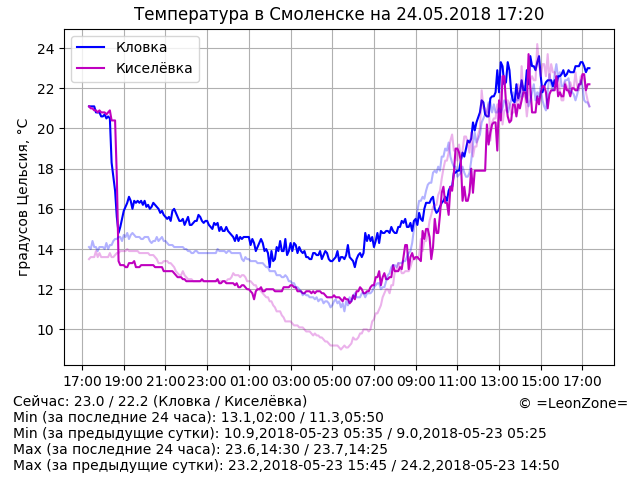 Температура в Смоленске на 24.05.2018 17:20
Кловка
Киселёвка
градусов Цельсия, °C
24
22
20
18
16
14
12
10
17:00 19:00 21:00 23:00 01:00 03:00 05:00 07:00 09:00 11:00 13:00 15:00 17:00
Сейчас: 23.0 / 22.2 (Кловка / Киселёвка)
© =LeonZone=
Min (за последние 24 часа): 13.1,02:00 / 11.3,05:50
Min (за предыдущие сутки): 10.9,2018-05-23 05:35 / 9.0,2018-05-23 05:25
Max (за последние 24 часа): 23.6,14:30 / 23.7,14:25
Max (за предыдущие сутки): 23.2,2018-05-23 15:45 / 24.2,2018-05-23 14:50